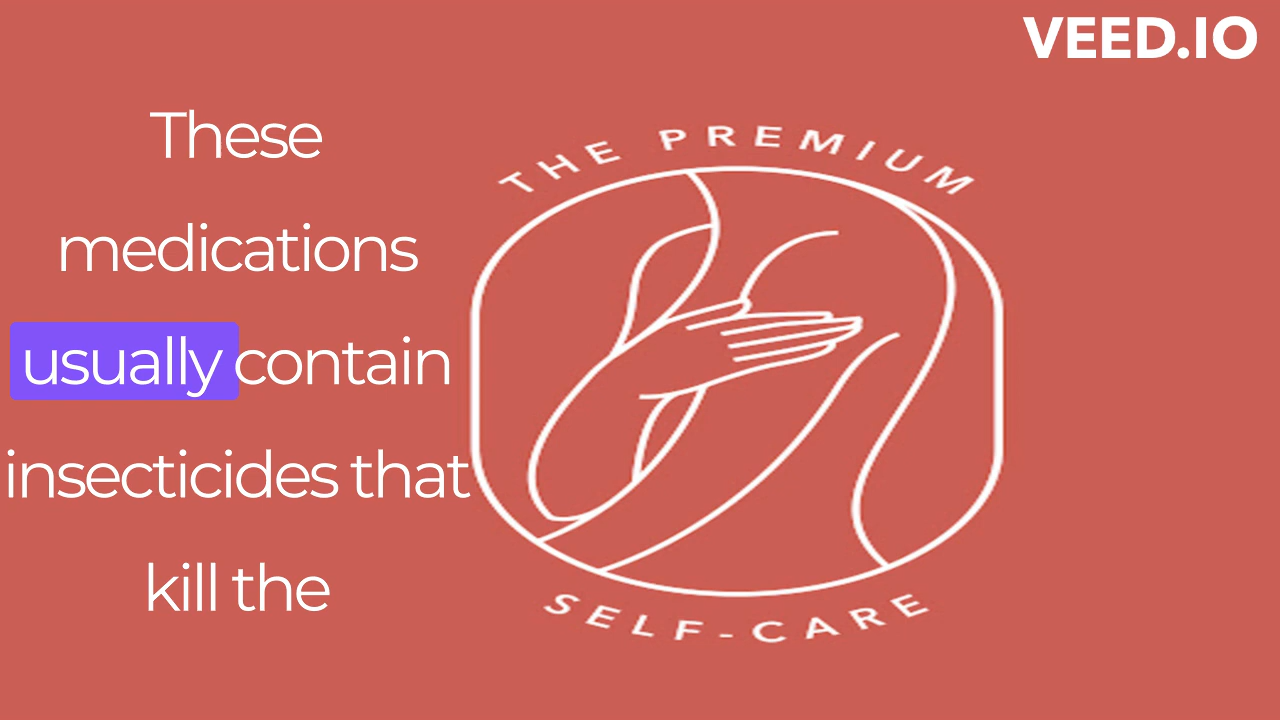 VEED.IO
These
medications
usually contain
insecticides that
kill the
THE PREMIUM
SELF-CARE